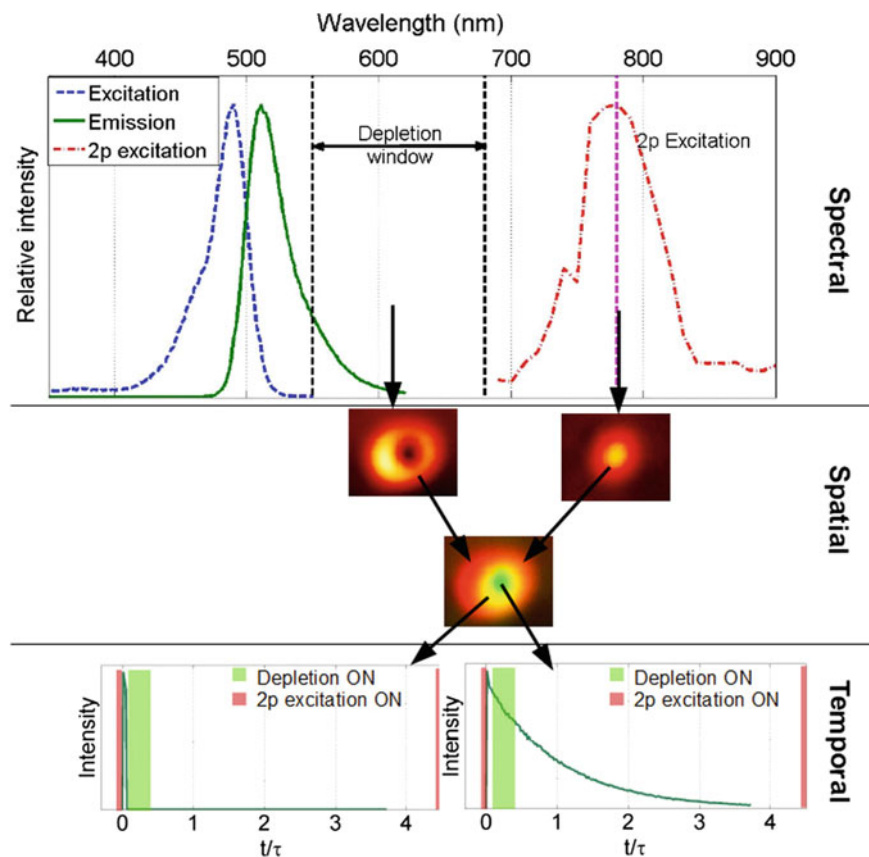 Wavelength (nm)
400 500 600 700 800 900
Excitation
Emission
2p excitation
Depletion
window
2p Excitation
Relative intensity
Spectral
Spatial
Depletion ON
2p excitation ON
Intensity
0 1 2 3 4
t/τ
Depletion ON
2p excitation ON
Intensity
0 1 2 3 4
t/τ
Temporal